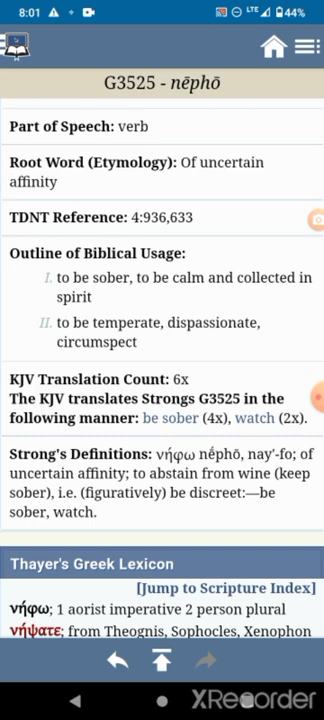 8:01 LTE 44%
G3525 - nēphō
Part of Speech: verb
Root Word (Etymology): Of uncertain
affinity
TDNT Reference: 4:936,633
Outline of Biblical Usage:
I. to be sober, to be calm and collected in
spirit
II. to be temperate, dispassionate,
circumspect
KJV Translation Count: 6x
The KJV translates Strongs G3525 in the
following manner: be sober (4x), watch (2x).
Strong's Definitions: νήφω nḗphō, nay'-fo; of
uncertain affinity; to abstain from wine (keep
sober), i.e. (figuratively) be discreet:—be
sober, watch.
Thayer's Greek Lexicon
[Jump to Scripture Index]
νήφω; 1 aorist imperative 2 person plural
νήψατε; from Theognis, Sophocles, Xenophon
XRecorder